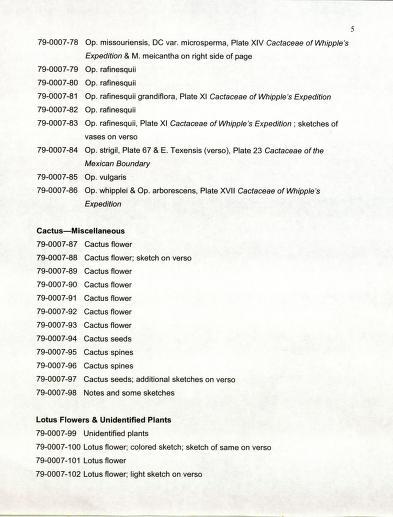 5
79-0007-78 Op. missouriensis, DC var. microsperma, Plate XIV Cactaceae of Whipple's
Expedition & M. meicantha on right side of page
79-0007-79 Op. rafinesquii
79-0007-80 Op. rafinesquii
79-0007-81 Op. rafinesquii grandiflora, Plate XI Cactaceae of Whipple's Expedition
79-0007-82 Op. rafinesquii
79-0007-83 Op. rafinesquii, Plate XI Cactaceae of Whipple's Expedition ; sketches of
vases on verso
79-0007-84 Op. strigil, Plate 67 & E. Texensis (verso), Plate 23 Cactaceae of the
Mexican Boundary
79-0007-85 Op. vulgaris
79-0007-86 Op. whipplei & Op. arborescens, Plate XVII Cactaceae of Whipple's
Expedition
Cactus—Miscellaneous
79-0007-87 Cactus flower
79-0007-88 Cactus flower; sketch on verso
79-0007-89 Cactus flower
79-0007-90 Cactus flower
79-0007-91 Cactus flower
79-0007-92 Cactus flower
79-0007-93 Cactus flower
79-0007-94 Cactus seeds
79-0007-95 Cactus spines
79-0007-96 Cactus spines
79-0007-97 Cactus seeds; additional sketches on verso
79-0007-98 Notes and some sketches
Lotus Flowers & Unidentified Plants
79-0007-99 Unidentified plants
79-0007-100 Lotus flower; colored sketch; sketch of same on verso
79-0007-101 Lotus flower
79-0007-102 Lotus flower; light sketch on verso